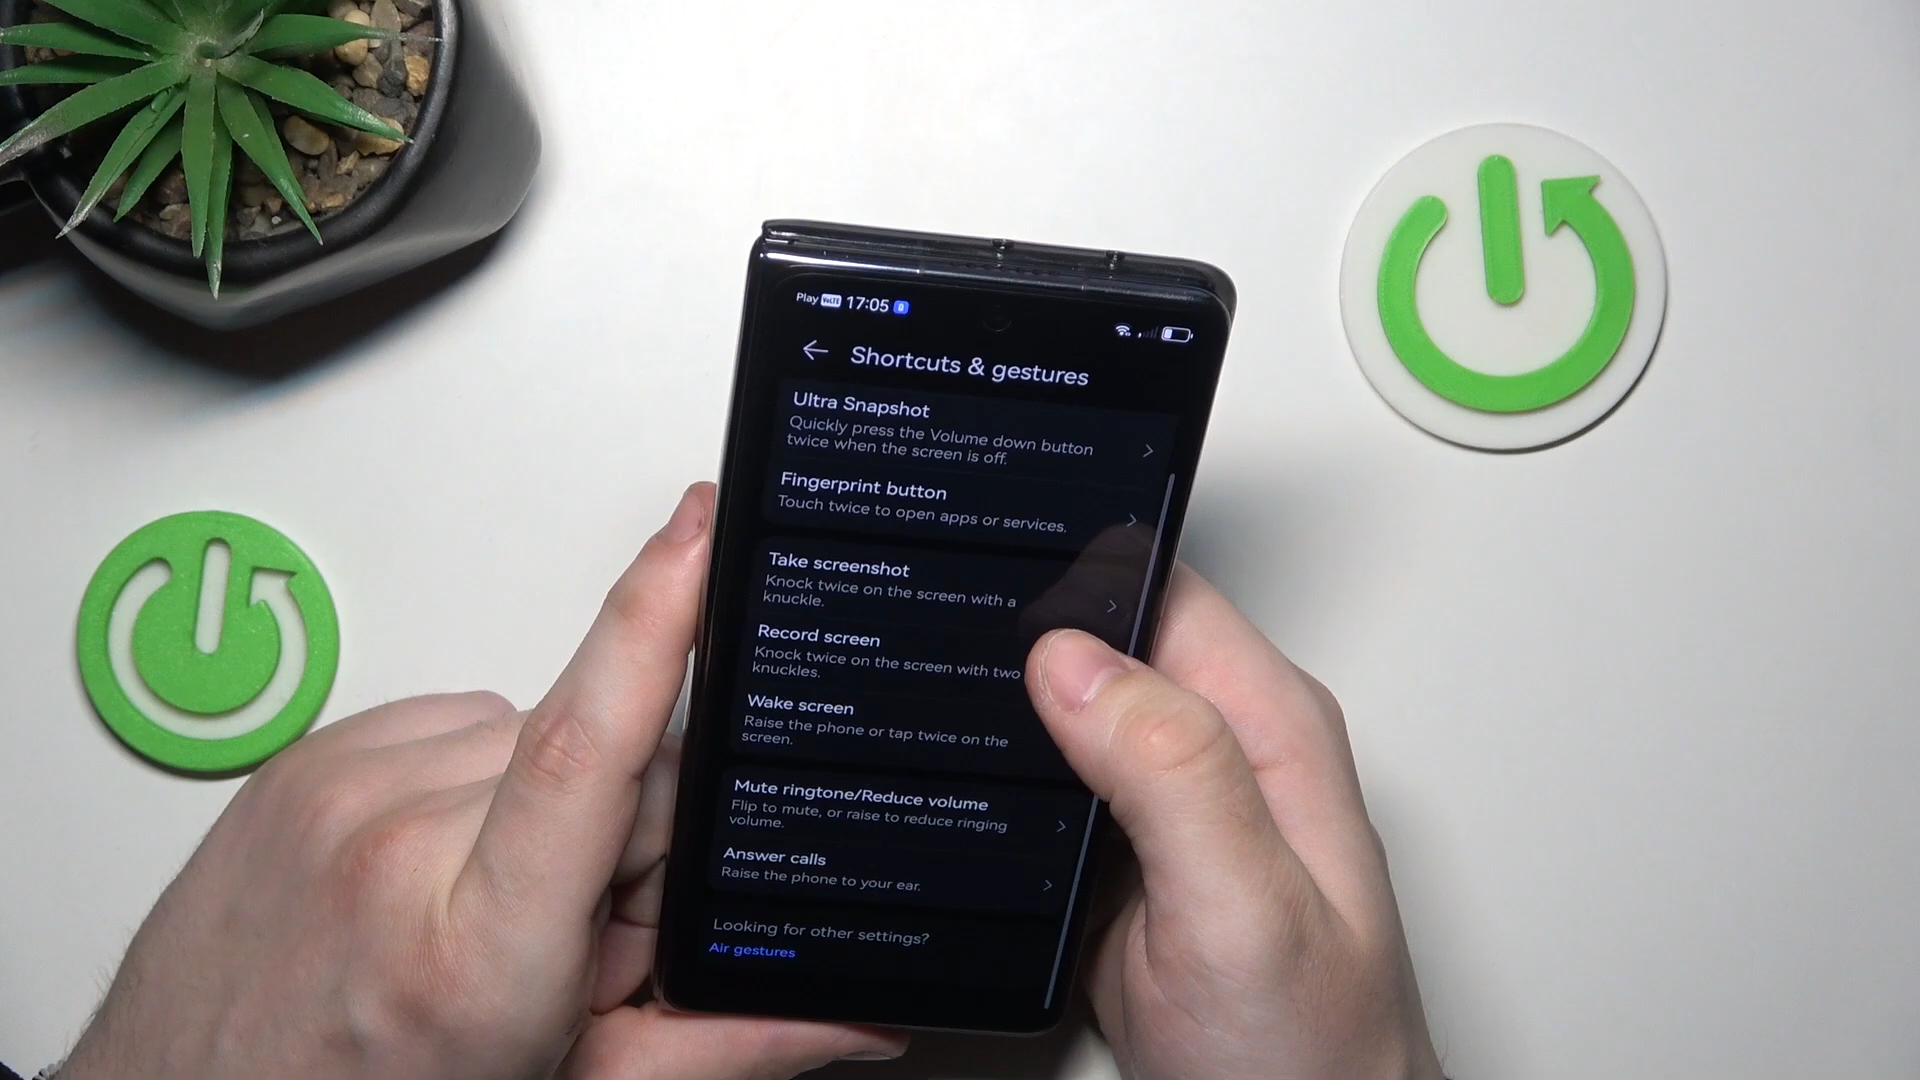 Play VoLTE 17:05
Shortcuts & gestures
Ultra Snapshot
Quickly press the Volume down button
twice when the screen is off.
Fingerprint button
Touch twice to open apps or services.
Take screenshot
Knock twice on the screen with a
knuckle.
Record screen
Knock twice on the screen with two
knuckles.
Wake screen
Raise the phone or tap twice on the
screen.
Mute ringtone/Reduce volume
Flip to mute, or raise to reduce ringing
volume.
Answer calls
Raise the phone to your ear.
Looking for other settings?
Air gestures